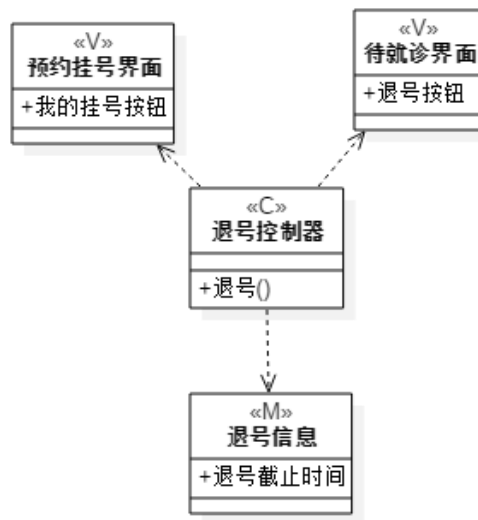 «V»
预约挂号界面
+我的挂号按钮
«V»
待就诊界面
+退号按钮
«C»
退号控制器
+退号()
«M»
退号信息
+退号截止时间